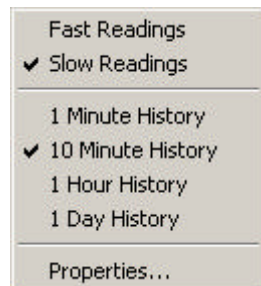 Fast Readings
Slow Readings
1 Minute History
10 Minute History
1 Hour History
1 Day History
Properties...